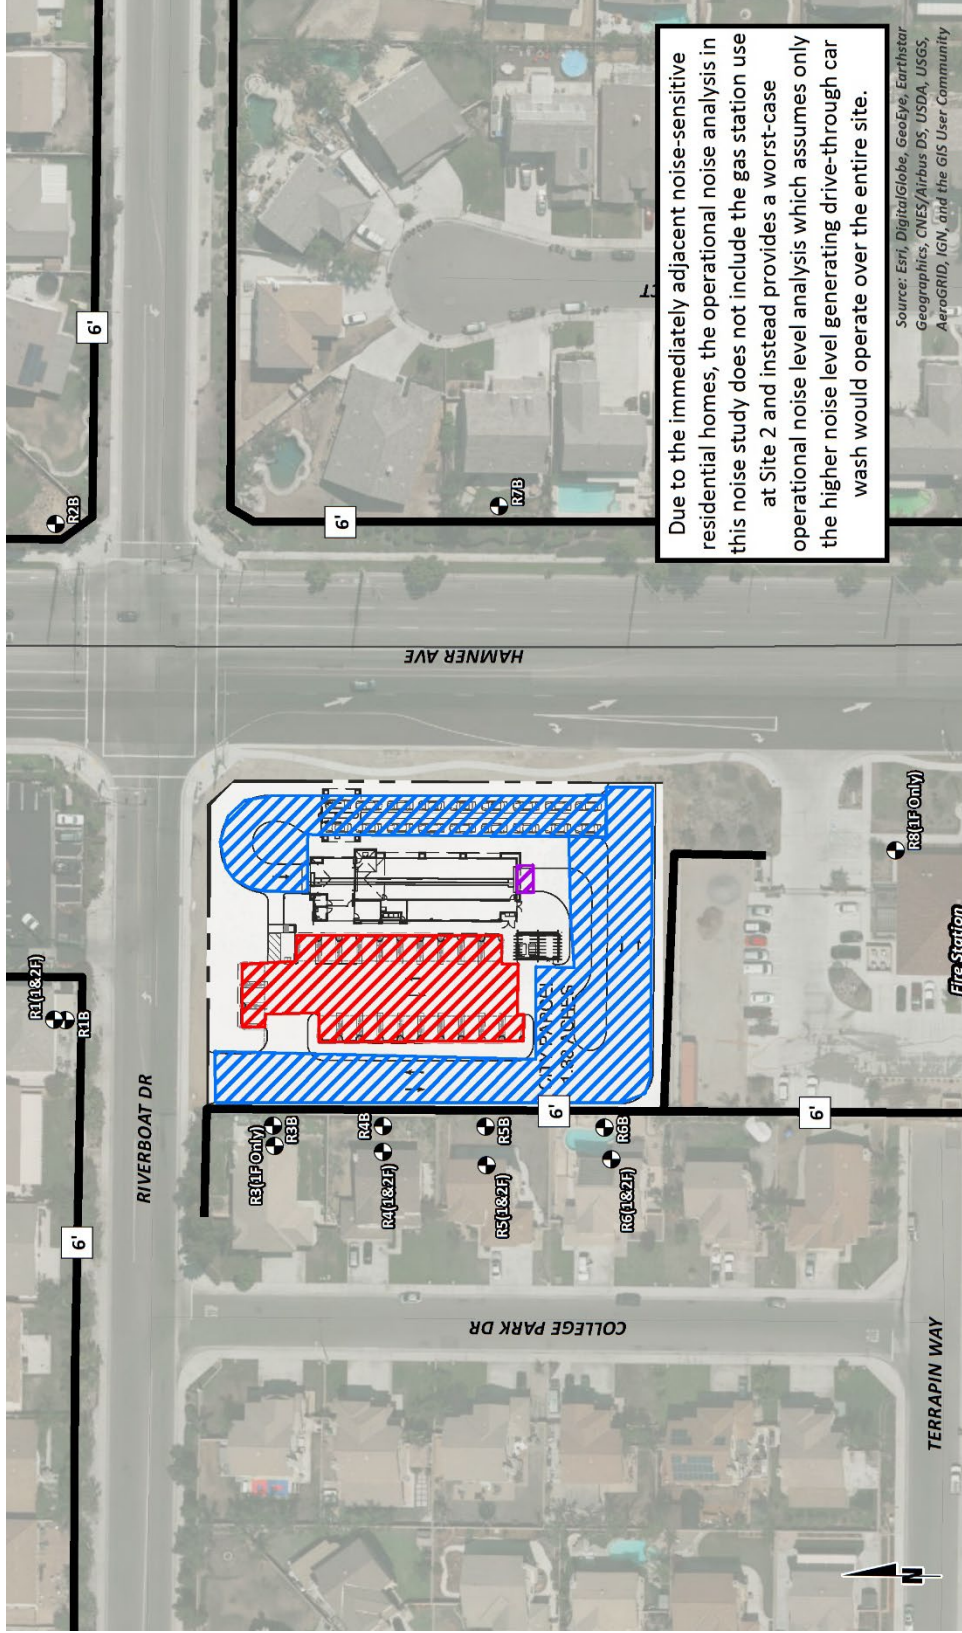 6'
R2B
Due to the immediately adjacent noise-sensitive
residential homes, the operational noise analysis in
this noise study does not include the gas station use
at Site 2 and instead provides a worst-case
operational noise level analysis which assumes only
the higher noise level generating drive-through car
wash would operate over the entire site.
Source: Esri, DigitalGlobe, GeoEye, Earthstar
Geographics, CNES/Airbus DS, USDA, USGS,
AeroGRID, IGN, and the GIS User Community
CT
R7B
6'
HAMNER AVE
R8(1F Only)
Fire Station
R1(1&2F)
R1B
RIVERBOAT DR
CITY PARCEL
6'
6'
R3(1F Only)
R3B
R4B
R4(1&2F)
R5B
R5(1&2F)
R6B
R6(1&2F)
6'
COLLEGE PARK DR
TERRAPIN WAY
N